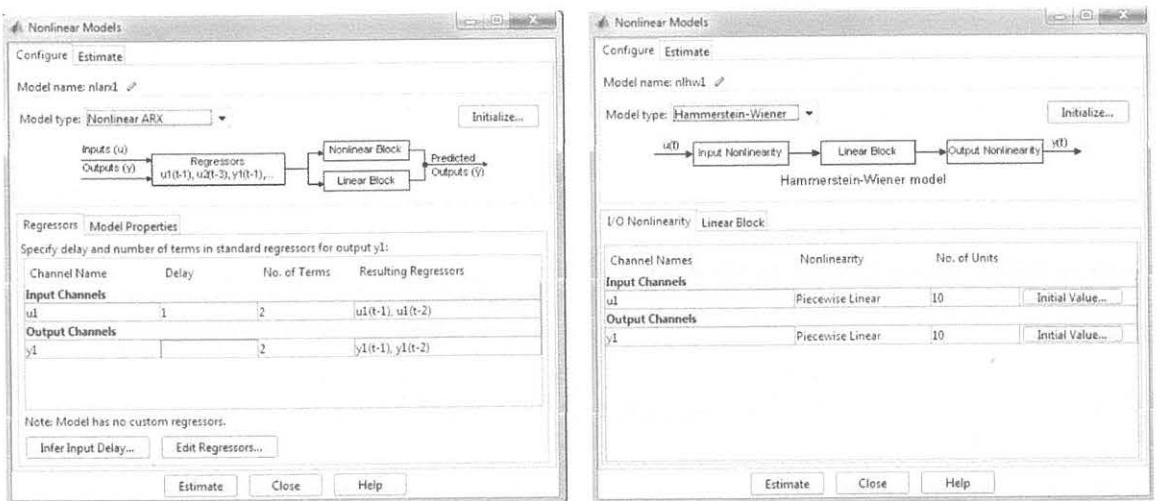 Nonlinear Models
Configure Estimate
Model name: nlarx1
Model type: Nonlinear ARX
Initialize...
Inputs (u)
Outputs (y)
Regressors
u1(t-1), u2(t-3), y1(t-1),...
Nonlinear Block
Linear Block
Predicted
Outputs (ŷ)
Regressors Model Properties
Specify delay and number of terms in standard regressors for output y1:
Channel Name Delay No. of Terms Resulting Regressors
Input Channels
u1 1 2 u1(t-1), u1(t-2)
Output Channels
y1 2 y1(t-1), y1(t-2)
Note: Model has no custom regressors.
Infer Input Delay... Edit Regressors...
Estimate Close Help
Nonlinear Models
Configure Estimate
Model name: nlhw1
Model type: Hammerstein-Wiener
Initialize...
u(t) Input Nonlinearity Linear Block Output Nonlinearity y(t)
Hammerstein-Wiener model
I/O Nonlinearity Linear Block
Channel Names Nonlinearity No. of Units
Input Channels
u1 Piecewise Linear 10 Initial Value...
Output Channels
y1 Piecewise Linear 10 Initial Value...
Estimate Close Help